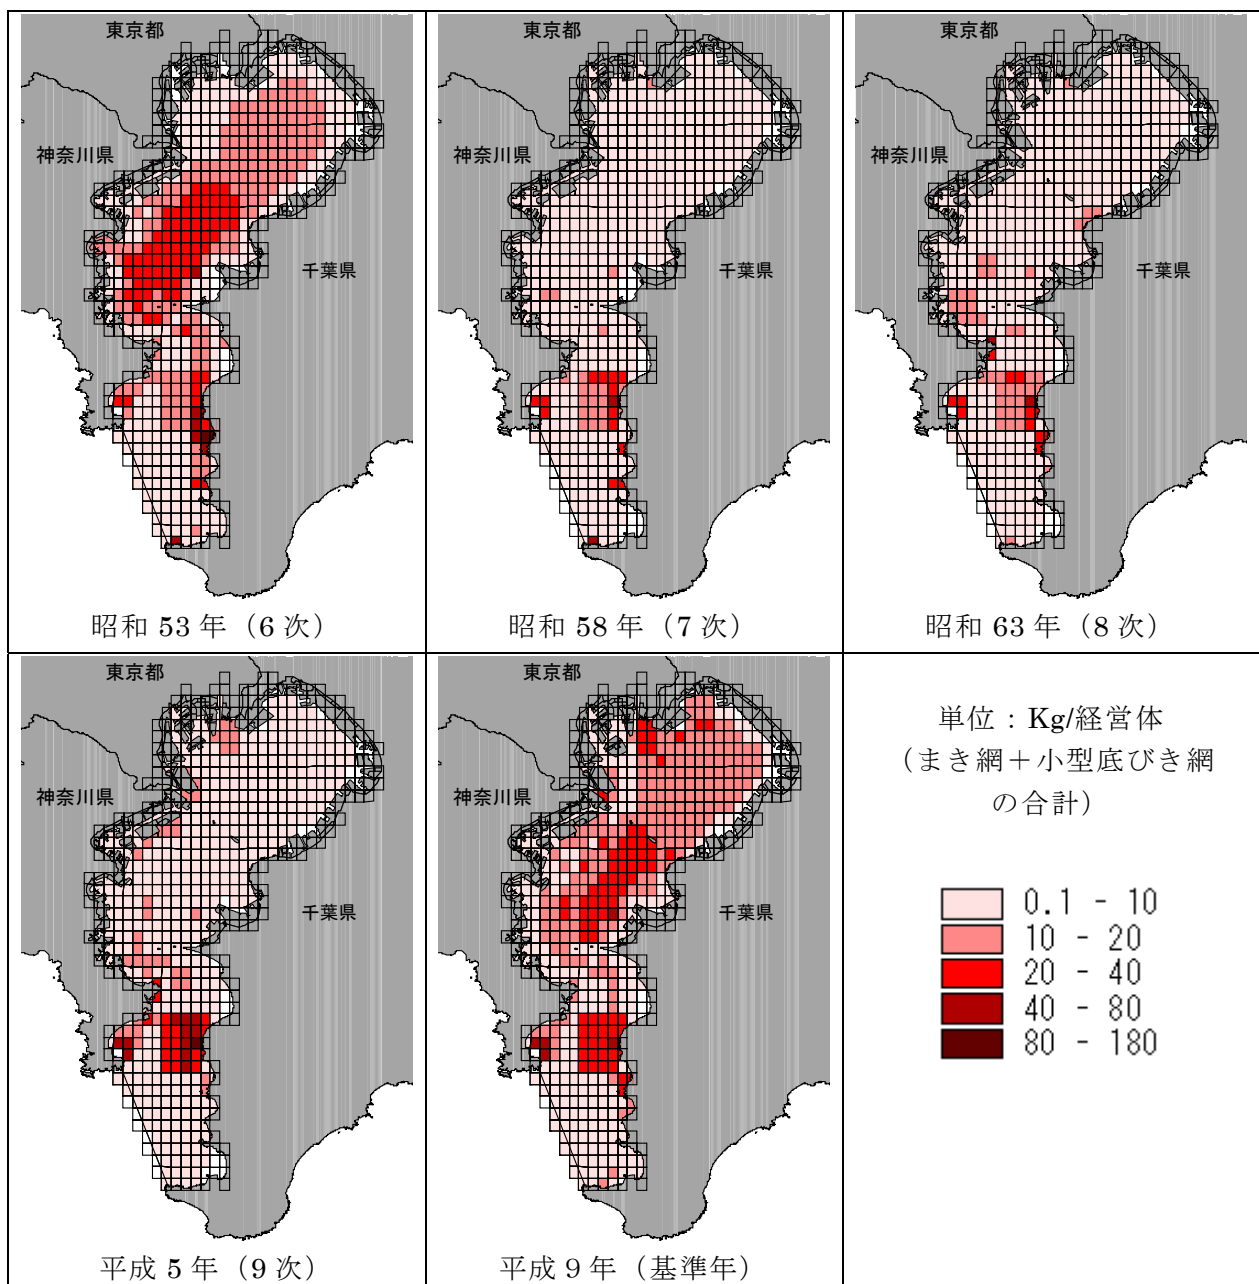 東京都
神奈川県
千葉県
昭和 53 年（6 次）
東京都
神奈川県
千葉県
昭和 58 年（7 次）
東京都
神奈川県
千葉県
昭和 63 年（8 次）
東京都
神奈川県
千葉県
平成 5 年（9 次）
東京都
神奈川県
千葉県
平成 9 年（基準年）
単位：Kg/経営体
（まき網＋小型底びき網
の合計）
0.1 - 10
10 - 20
20 - 40
40 - 80
80 - 180